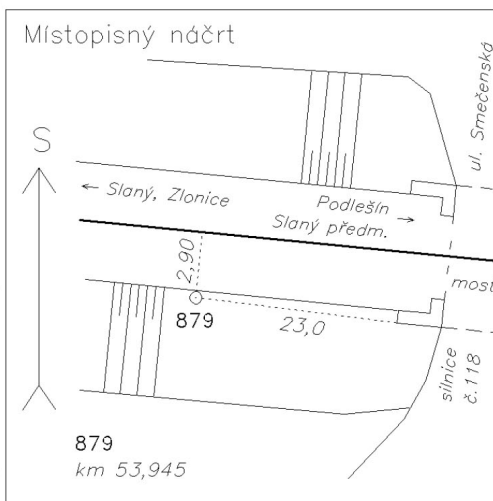 Místopisný náčrt
ul. Smečenská
S
← Slaný, Zlonice
Podlešín →
Slaný předm.
2,90
most
879
23,0
silnice
č.118
879
km 53,945